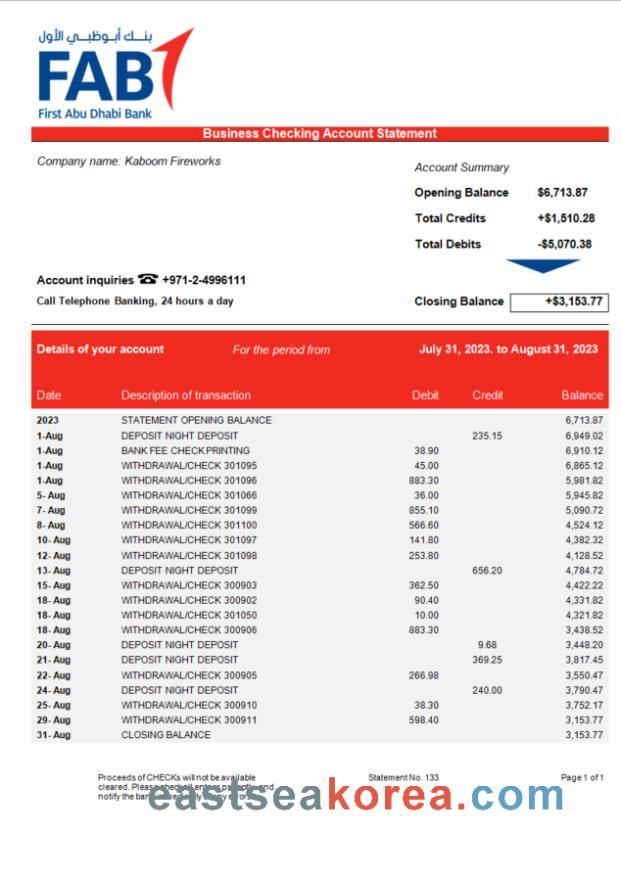 بنك أبوظبي الأول
FAB
First Abu Dhabi Bank
Business Checking Account Statement
Company name: Kaboom Fireworks
Account Summary
Opening Balance $6,713.87
Total Credits +$1,510.28
Total Debits -$5,070.38
Account inquiries ☎ +971-2-4996111
Call Telephone Banking, 24 hours a day
Closing Balance +$3,153.77
Details of your account For the period from July 31, 2023. to August 31, 2023
Date Description of transaction Debit Credit Balance
2023 STATEMENT OPENING BALANCE 6,713.87
1-Aug DEPOSIT NIGHT DEPOSIT 235.15 6,949.02
1-Aug BANK FEE CHECK PRINTING 38.90 6,910.12
1-Aug WITHDRAWAL/CHECK 301095 45.00 6,865.12
1-Aug WITHDRAWAL/CHECK 301096 883.30 5,981.82
5- Aug WITHDRAWAL/CHECK 301066 36.00 5,945.82
7- Aug WITHDRAWAL/CHECK 301099 855.10 5,090.72
8- Aug WITHDRAWAL/CHECK 301100 566.60 4,524.12
10- Aug WITHDRAWAL/CHECK 301097 141.80 4,382.32
12- Aug WITHDRAWAL/CHECK 301098 253.80 4,128.52
13- Aug DEPOSIT NIGHT DEPOSIT 656.20 4,784.72
15- Aug WITHDRAWAL/CHECK 300903 362.50 4,422.22
18- Aug WITHDRAWAL/CHECK 300902 90.40 4,331.82
18- Aug WITHDRAWAL/CHECK 301050 10.00 4,321.82
18- Aug WITHDRAWAL/CHECK 300906 883.30 3,438.52
20- Aug DEPOSIT NIGHT DEPOSIT 9.68 3,448.20
21- Aug DEPOSIT NIGHT DEPOSIT 369.25 3,817.45
22- Aug WITHDRAWAL/CHECK 300905 266.98 3,550.47
24- Aug DEPOSIT NIGHT DEPOSIT 240.00 3,790.47
25- Aug WITHDRAWAL/CHECK 300910 38.30 3,752.17
29- Aug WITHDRAWAL/CHECK 300911 598.40 3,153.77
31- Aug CLOSING BALANCE 3,153.77
Proceeds of CHECKs will not be available Statement No. 133 Page 1 of 1
cleared. Please
notify the
eastseakorea.com